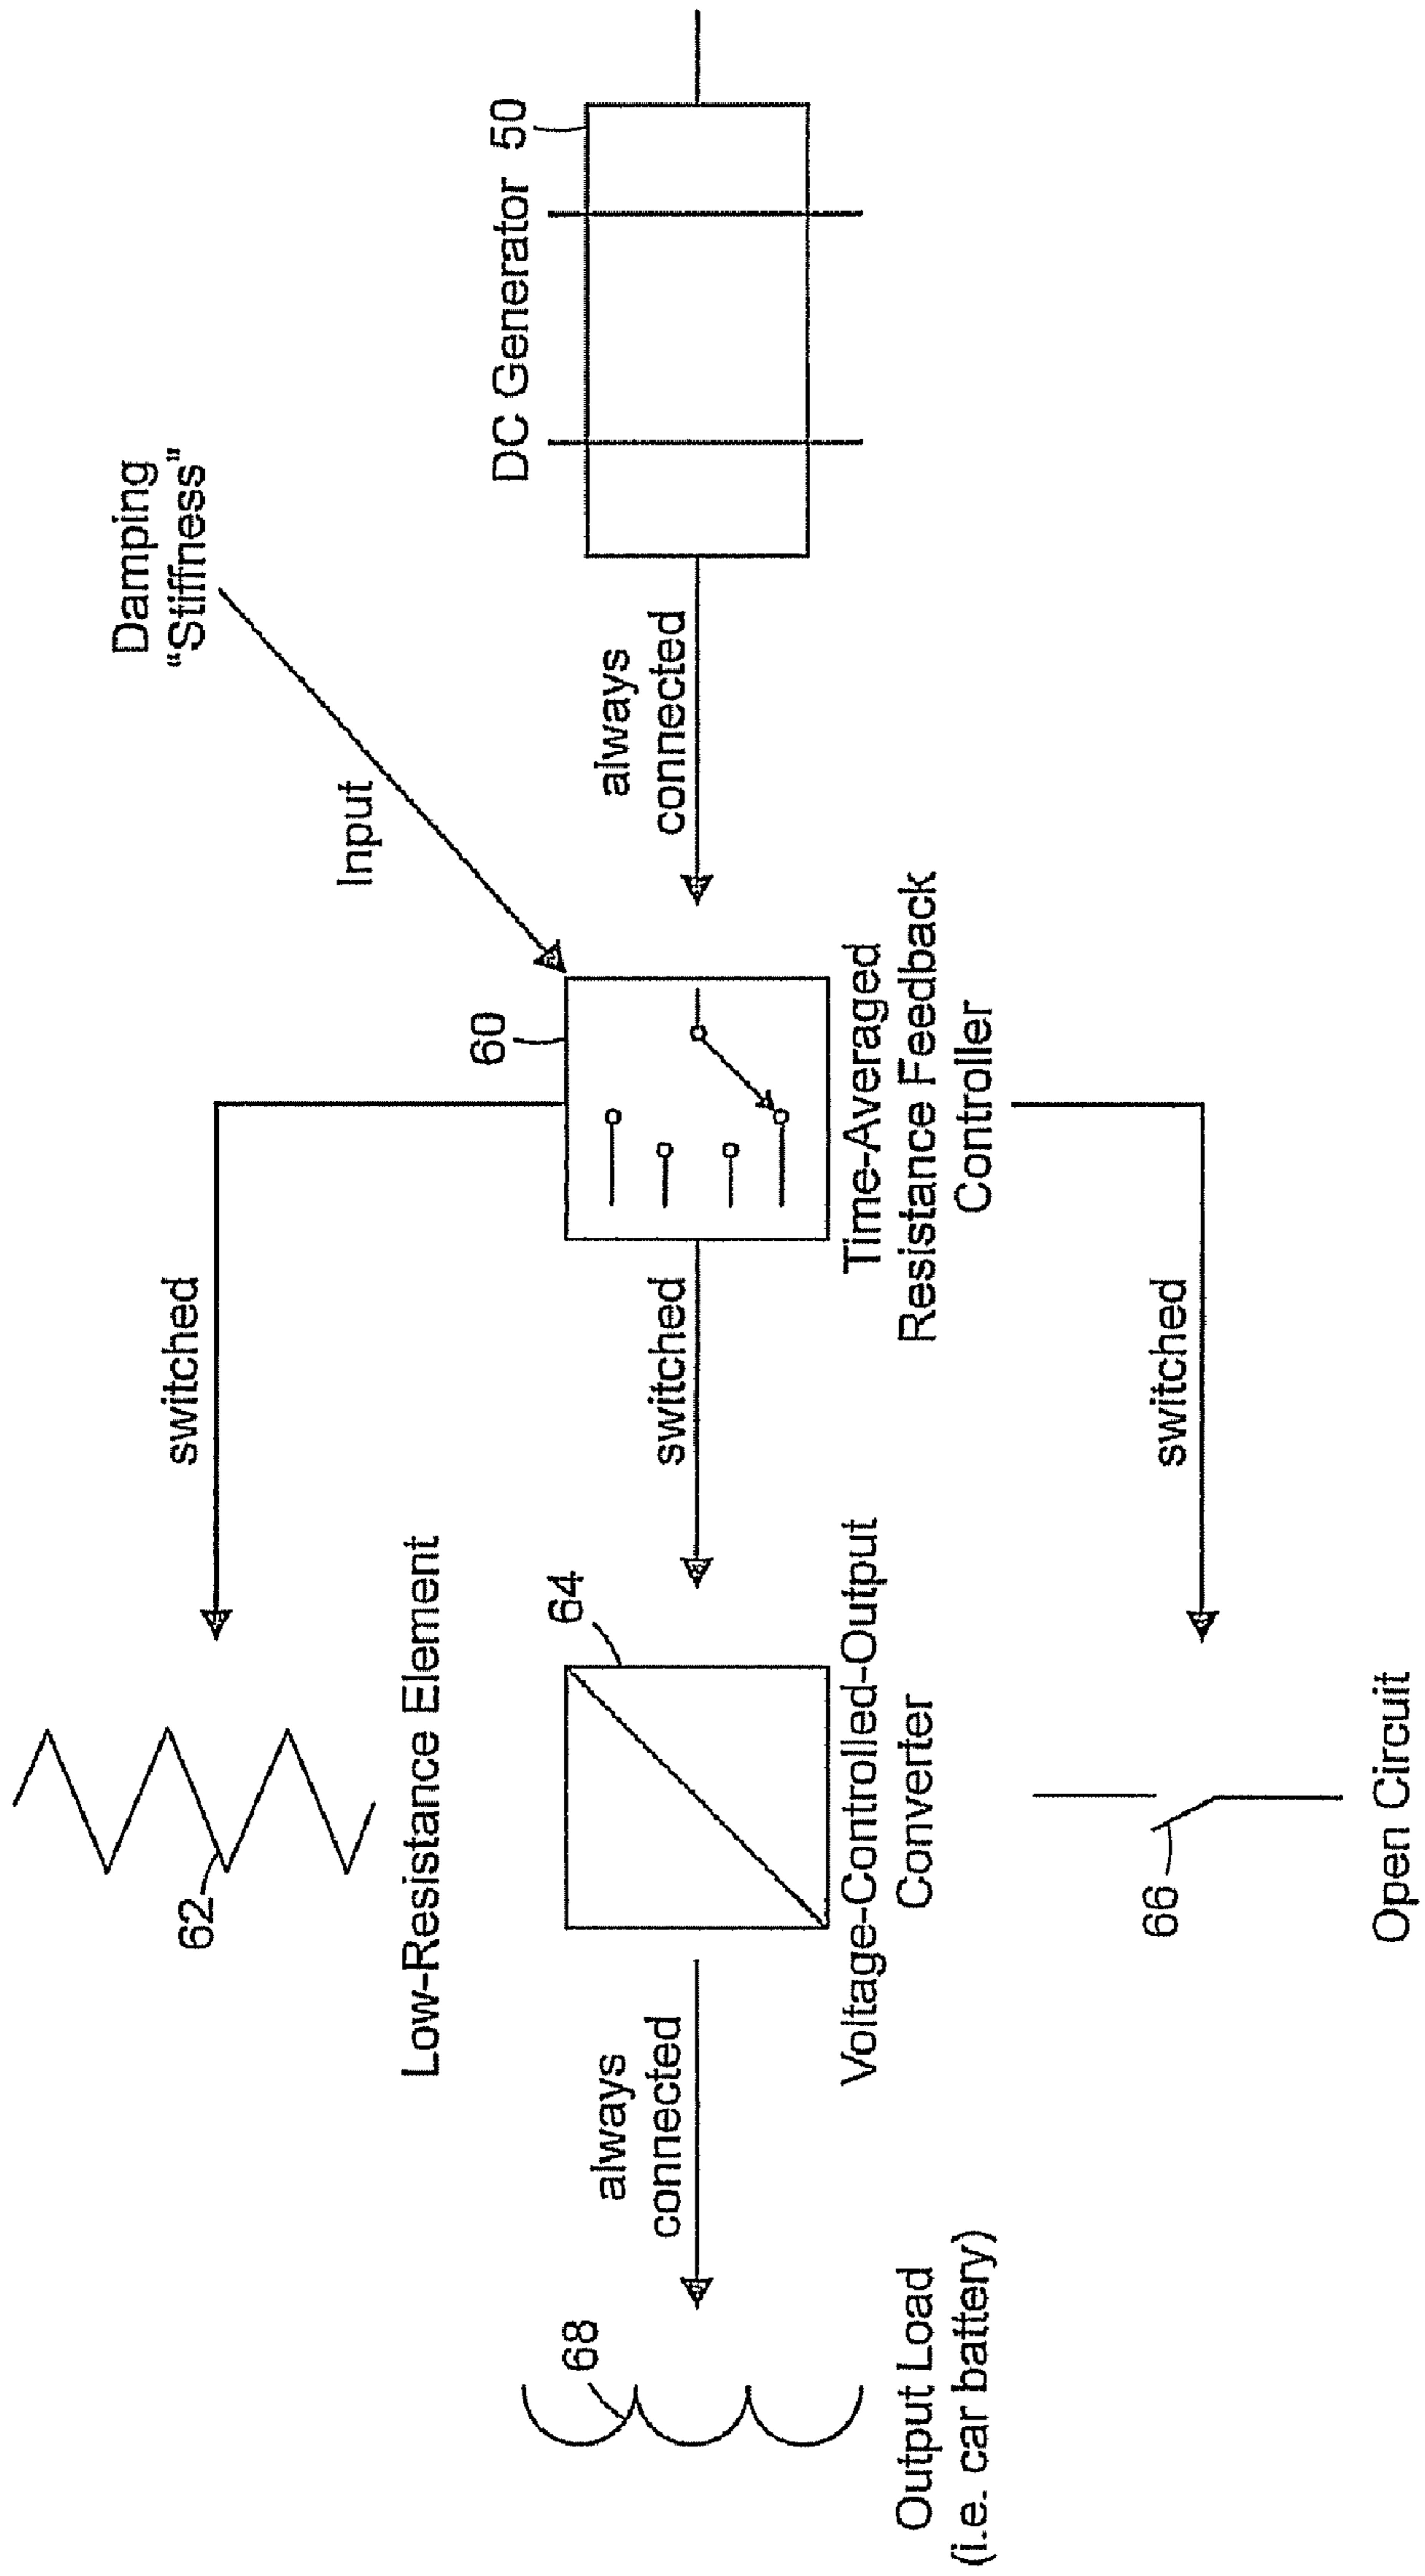 Damping
"Stiffness"
Input
switched
62
Low-Resistance Element
DC Generator 50
60
64
68
always
connected
switched
always
connected
Output Load
(i.e. car battery)
Voltage-Controlled-Output
Converter
Time-Averaged
Resistance Feedback
Controller
switched
66
Open Circuit